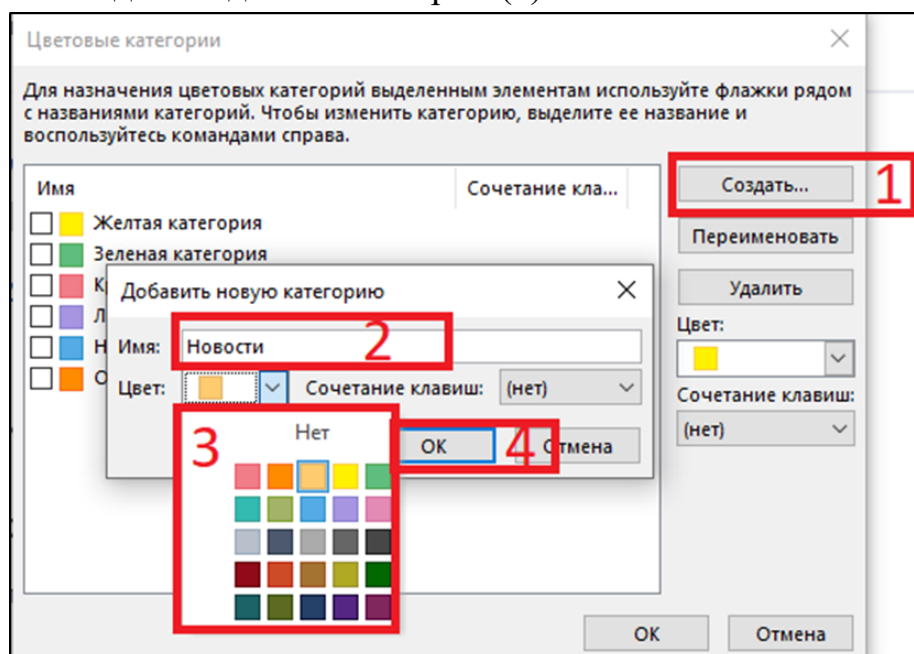 Цветовые категории
Для назначения цветовых категорий выделенным элементам используйте флажки рядом
с названиями категорий. Чтобы изменить категорию, выделите ее название и
воспользуйтесь командами справа.
Имя
Сочетание кла...
Создать...
1
Желтая категория
Переименовать
Зеленая категория
Добавить новую категорию
Удалить
Цвет:
Имя: Новости
2
Цвет:
Сочетание клавиш: (нет)
Сочетание клавиш:
(нет)
3
Нет
ОК
4
Отмена
ОК
Отмена